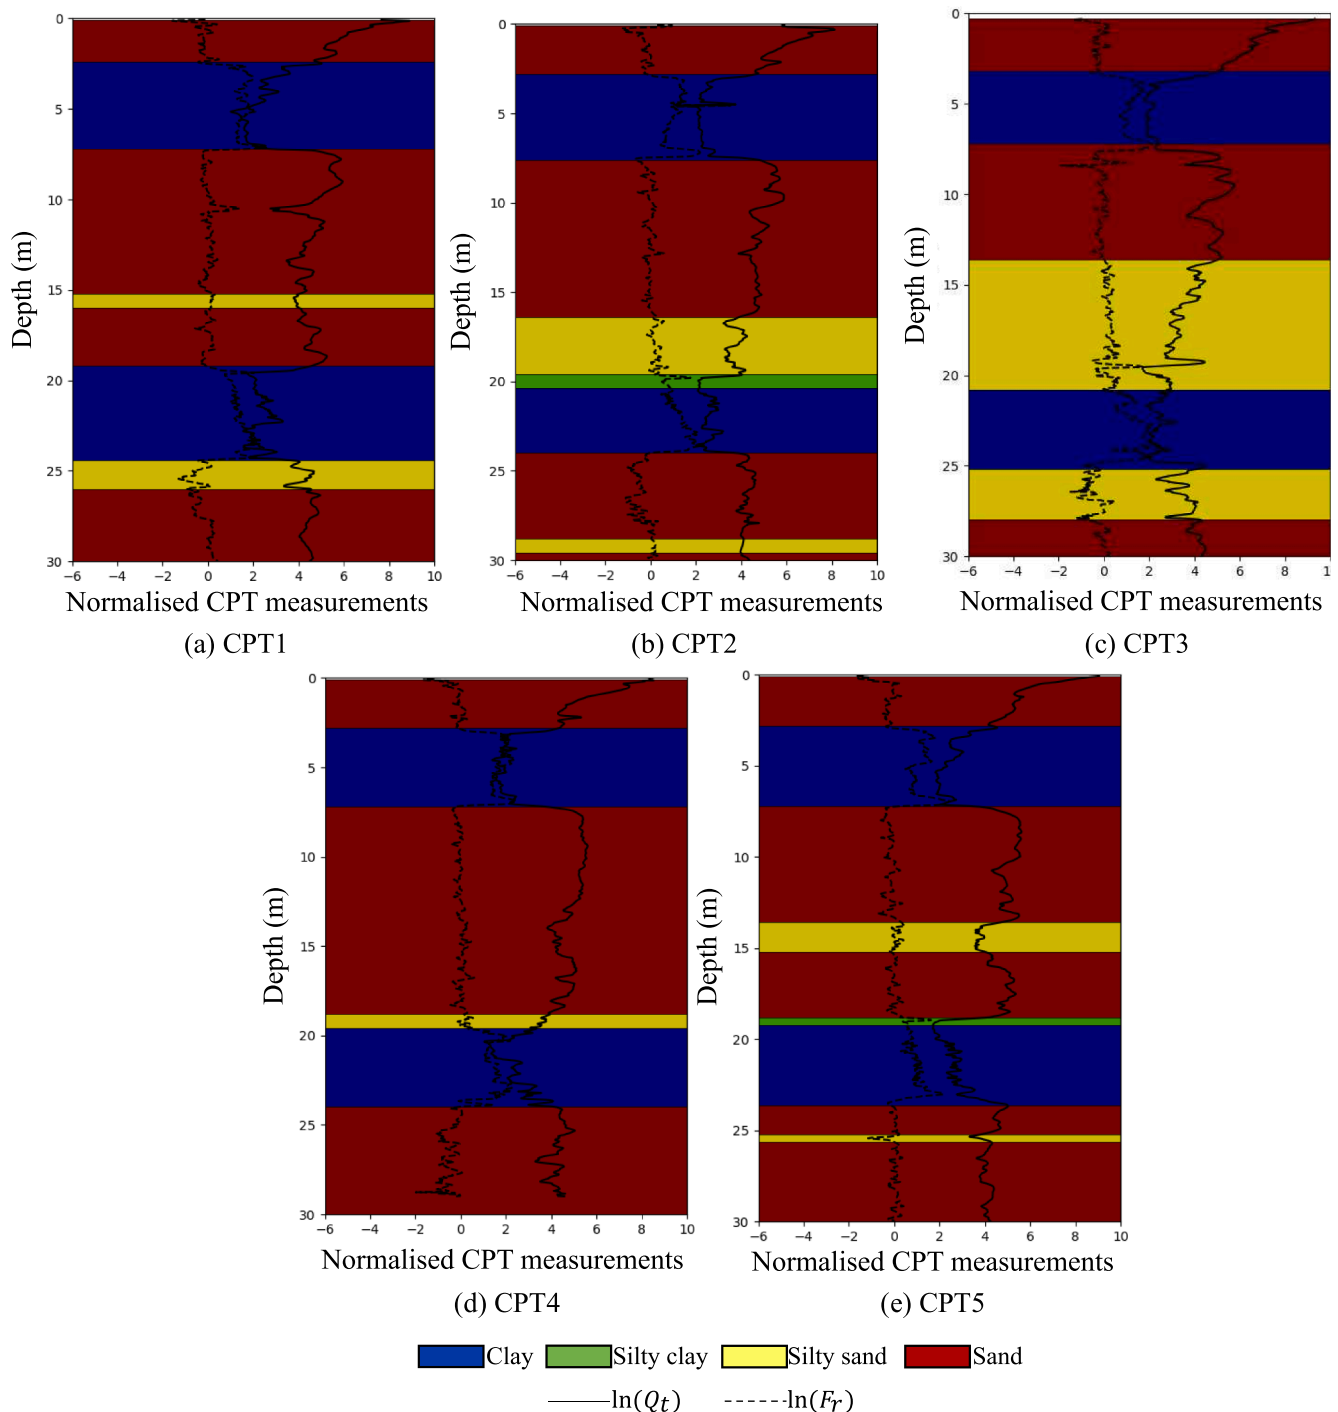 0
5
10
15
20
25
30
Depth (m)
−6 −4 −2 0 2 4 6 8 10
Normalised CPT measurements
(a) CPT1
0
5
10
15
20
25
30
Depth (m)
−6 −4 −2 0 2 4 6 8 10
Normalised CPT measurements
(b) CPT2
0
5
10
15
20
25
30
Depth (m)
−6 −4 −2 0 2 4 6 8 1
Normalised CPT measurements
(c) CPT3
0
5
10
15
20
25
30
Depth (m)
−6 −4 −2 0 2 4 6 8 10
Normalised CPT measurements
(d) CPT4
0
5
10
15
20
25
30
Depth (m)
−6 −4 −2 0 2 4 6 8 10
Normalised CPT measurements
(e) CPT5
Clay Silty clay Silty sand Sand
ln(Qt) ln(Fr)